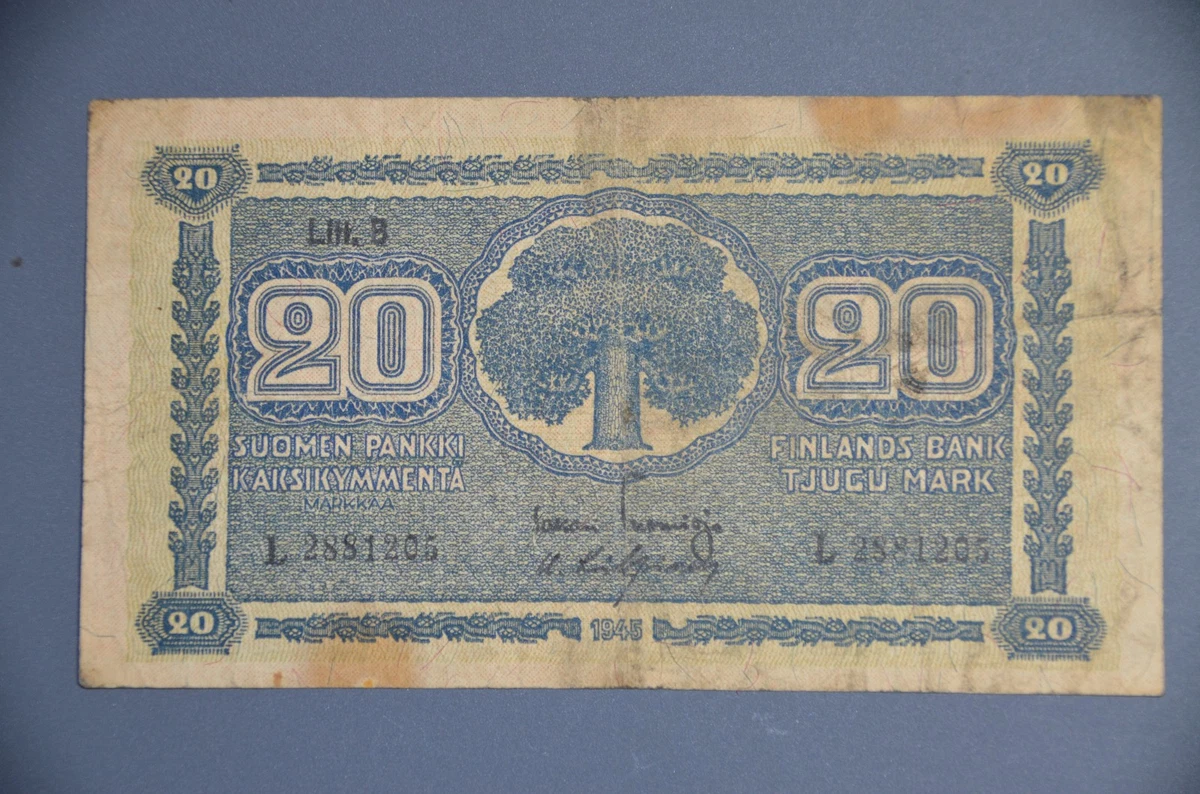 20
20
Litt. B
20
20
SUOMEN PANKKI
KAKSIKYMMENTÄ
MARKKAA
FINLANDS BANK
TJUGU MARK
L 2881205
L 2881205
20
1945
20